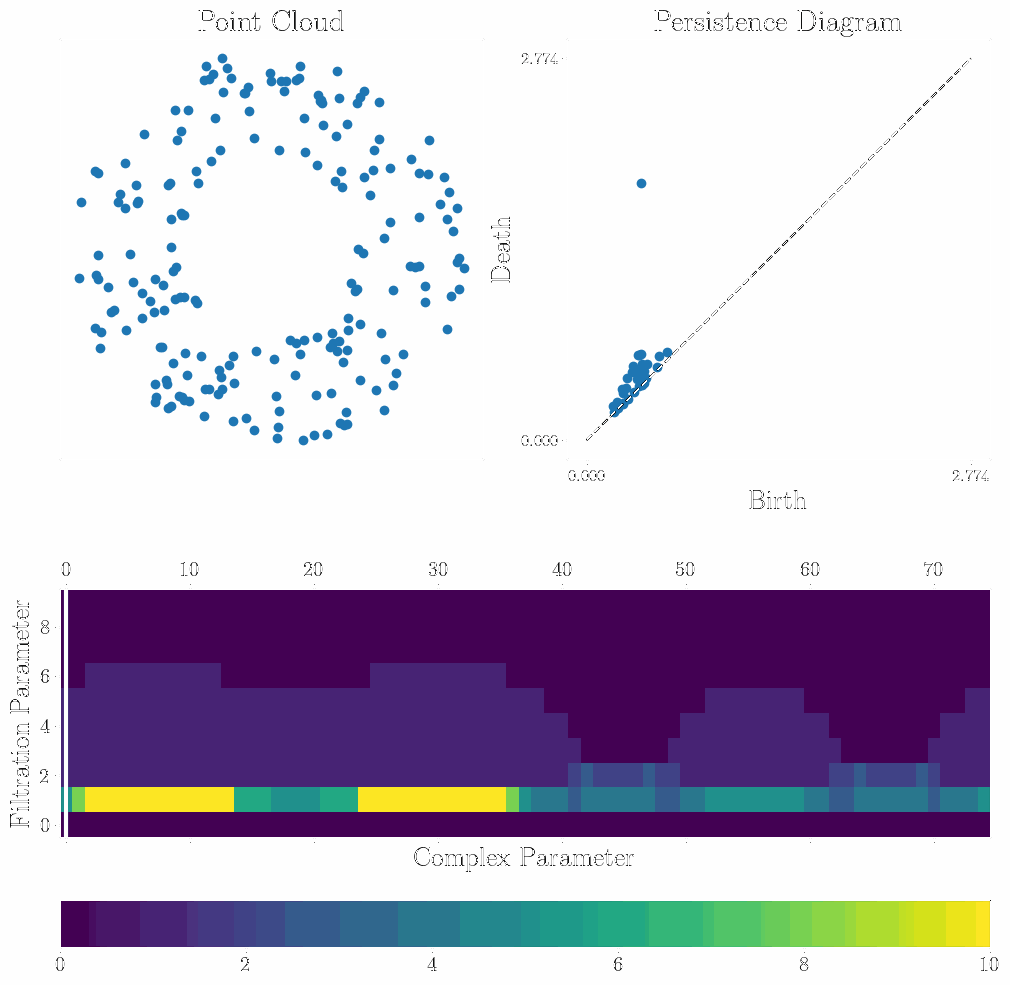 Point Cloud
Persistence Diagram
2.774
Death
0.000
0.000 2.774
Birth
0 10 20 30 40 50 60 70
Filtration Parameter
8
6
4
2
0
Complex Parameter
0 2 4 6 8 10